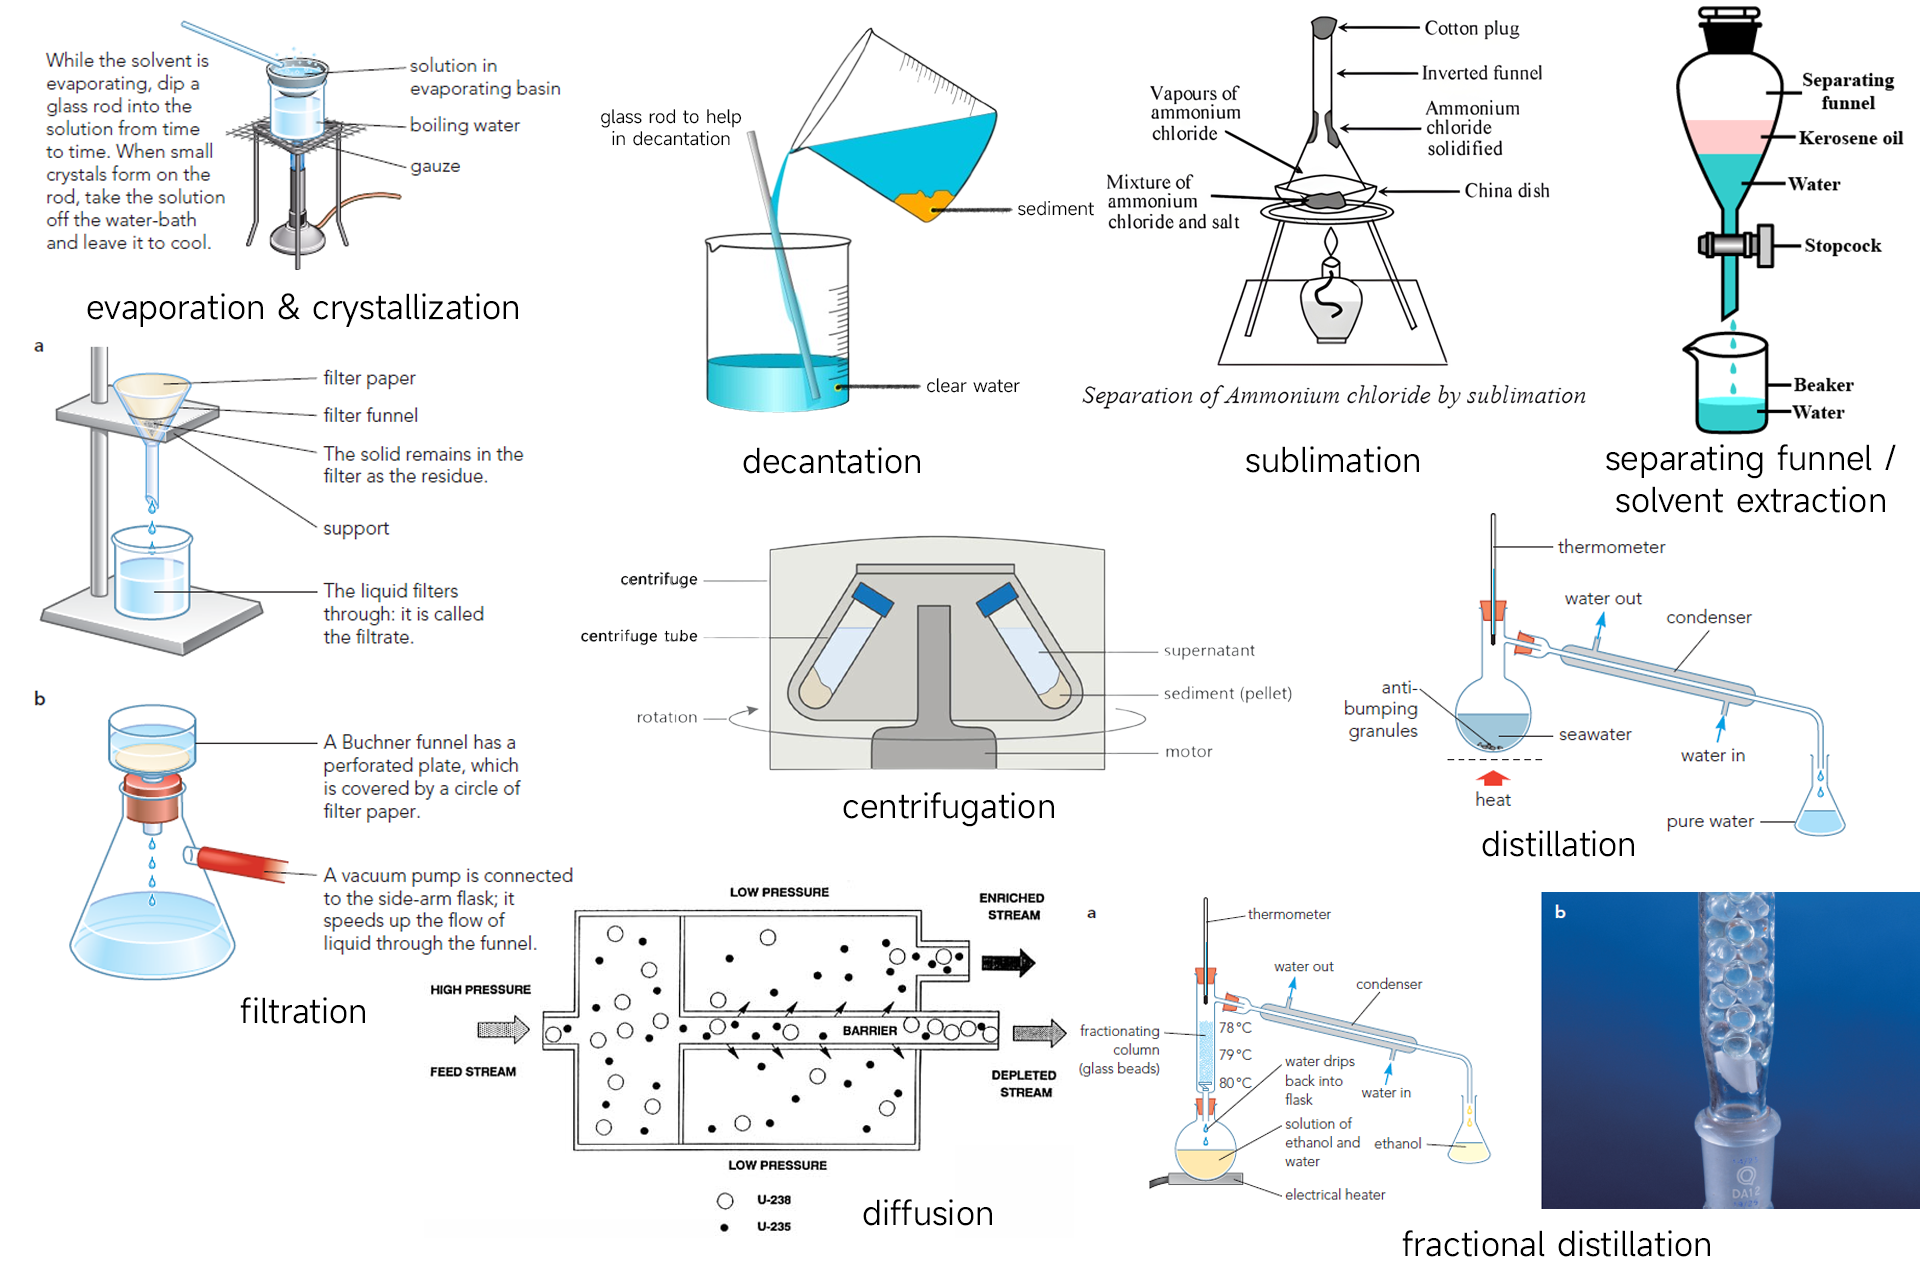 While the solvent is
evaporating, dip a
glass rod into the
solution from time
to time. When small
crystals form on the
rod, take the solution
off the water-bath
and leave it to cool.
solution in
evaporating basin
boiling water
gauze
evaporation & crystallization
glass rod to help
in decantation
sediment
clear water
decantation
Cotton plug
Inverted funnel
Vapours of
ammonium
chloride
Ammonium
chloride
solidified
Mixture of
ammonium
chloride and salt
China dish
Separation of Ammonium chloride by sublimation
sublimation
Separating
funnel
Kerosene oil
Water
Stopcock
Beaker
Water
separating funnel /
solvent extraction
a
filter paper
filter funnel
The solid remains in the
filter as the residue.
support
The liquid filters
through: it is called
the filtrate.
b
A Buchner funnel has a
perforated plate, which
is covered by a circle of
filter paper.
A vacuum pump is connected
to the side-arm flask; it
speeds up the flow of
liquid through the funnel.
filtration
centrifuge
centrifuge tube
rotation
supernatant
sediment (pellet)
motor
centrifugation
thermometer
water out
condenser
anti-
bumping
granules
seawater
water in
heat
pure water
distillation
LOW PRESSURE
ENRICHED
STREAM
HIGH PRESSURE
BARRIER
FEED STREAM
DEPLETED
STREAM
LOW PRESSURE
U-238
U-235
diffusion
a
thermometer
water out
condenser
fractionating
column
(glass beads)
78°C
79°C
80°C
water drips
back into
flask
water in
solution of
ethanol and
water
ethanol
electrical heater
b
DA12
fractional distillation